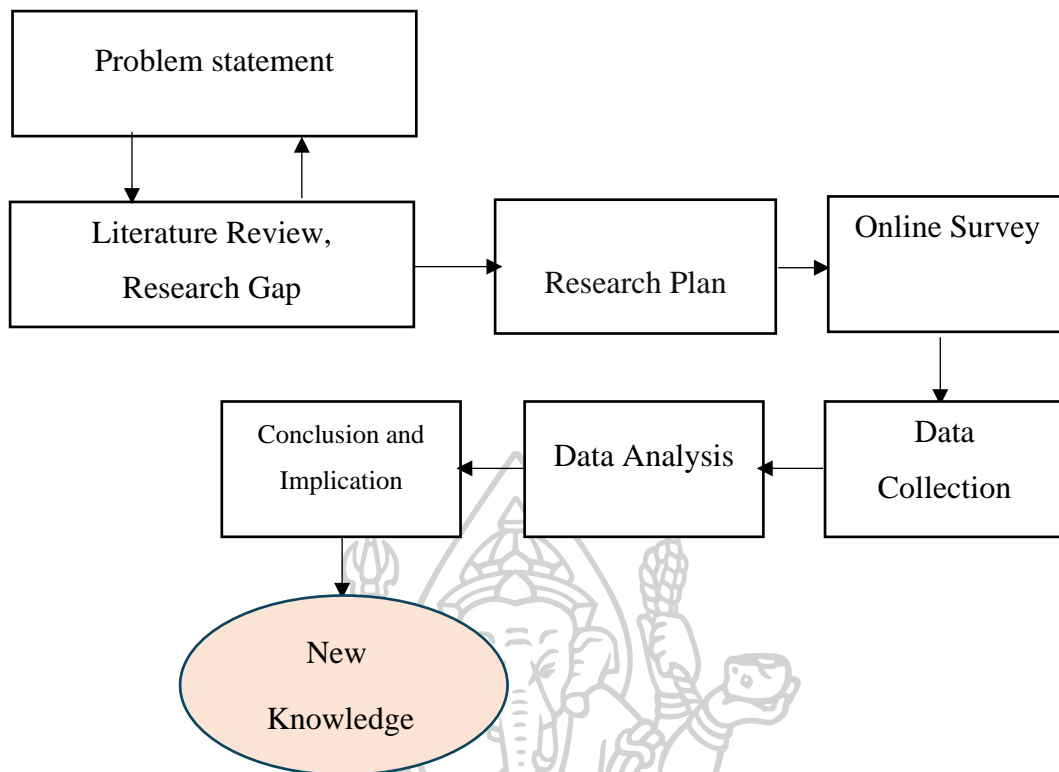 Problem statement
Literature Review,
Research Gap
Research Plan
Online Survey
Data
Collection
Data Analysis
Conclusion and
Implication
New
Knowledge